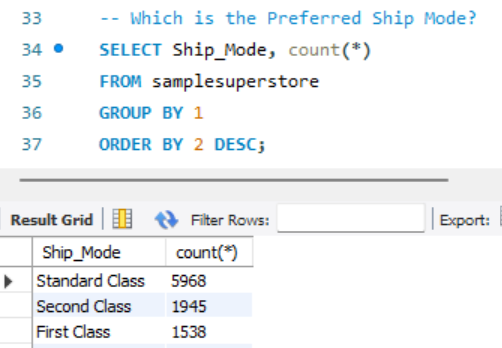 33 -- Which is the Preferred Ship Mode?
34 SELECT Ship_Mode, count(*)
35 FROM samplesuperstore
36 GROUP BY 1
37 ORDER BY 2 DESC;
Result Grid Filter Rows: Export:
Ship_Mode count(*)
Standard Class 5968
Second Class 1945
First Class 1538